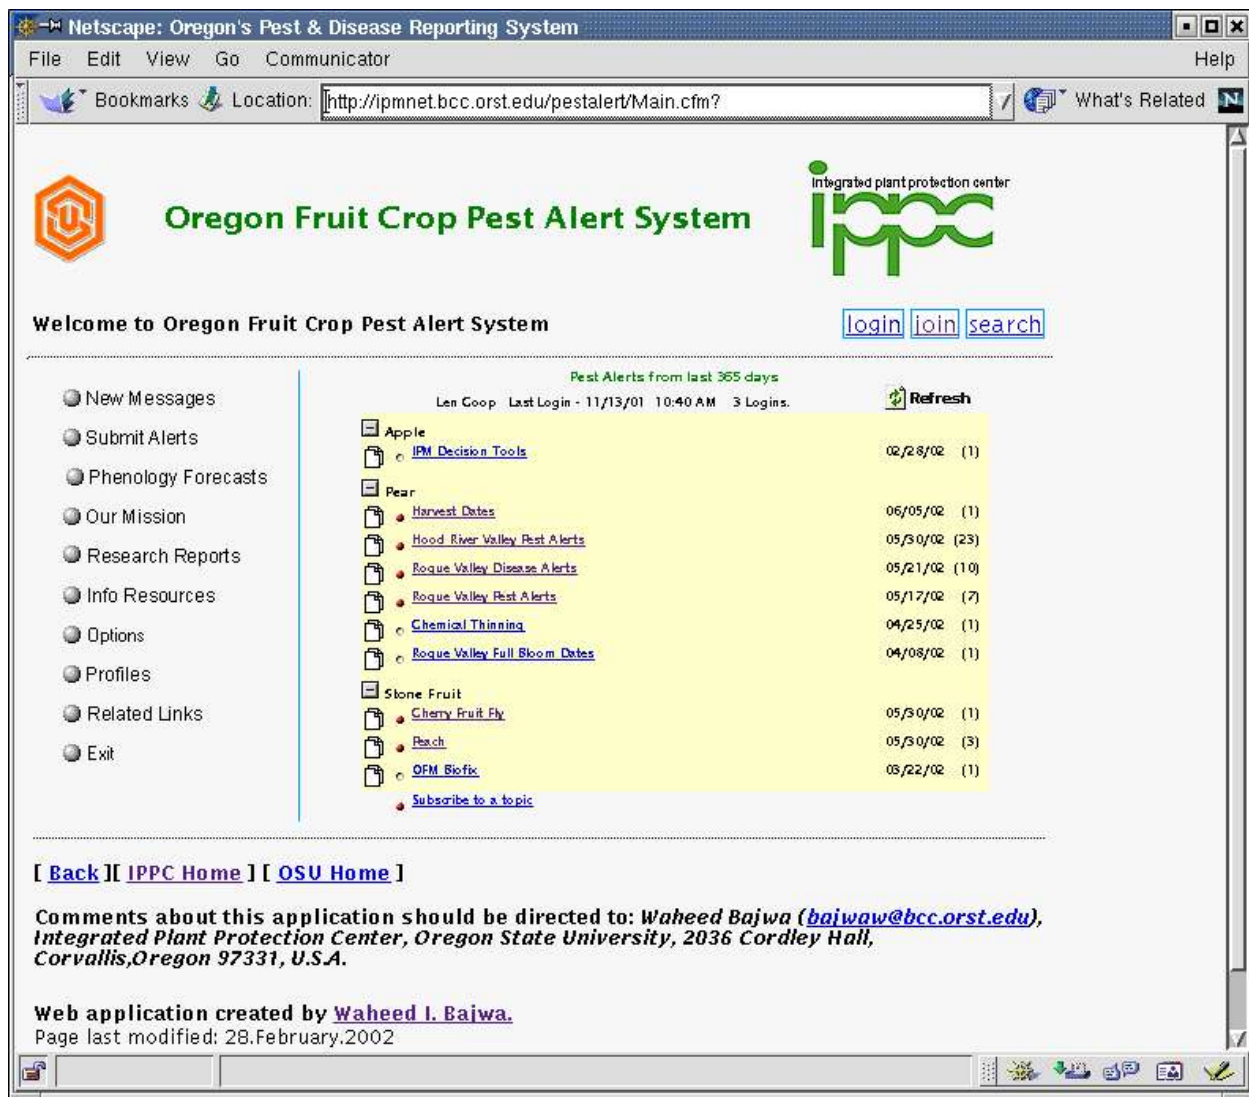 Netscape: Oregon's Pest & Disease Reporting System
File Edit View Go Communicator Help
Bookmarks Location: http://ipmnet.bcc.orst.edu/pestalert/Main.cfm? What's Related N
OSU
Oregon Fruit Crop Pest Alert System
Integrated plant protection center
ippc
Welcome to Oregon Fruit Crop Pest Alert System
login join search
Pest Alerts from last 365 days
Len Coop Last Login - 11/13/01 10:40 AM 3 Logins. Refresh
New Messages
Submit Alerts
Phenology Forecasts
Our Mission
Research Reports
Info Resources
Options
Profiles
Related Links
Exit
Apple
IPM Decision Tools 02/28/02 (1)
Pear
Harvest Dates 06/05/02 (1)
Hood River Valley Pest Alerts 05/30/02 (23)
Rogue Valley Disease Alerts 05/21/02 (10)
Rogue Valley Pest Alerts 05/17/02 (7)
Chemical Thinning 04/25/02 (1)
Rogue Valley Full Bloom Dates 04/08/02 (1)
Stone Fruit
Cherry Fruit Fly 05/30/02 (1)
Peach 05/30/02 (3)
OFM Biofix 03/22/02 (1)
Subscribe to a topic
[ Back ][ IPPC Home ] [ OSU Home ]
Comments about this application should be directed to: Waheed Bajwa (bajwaw@bcc.orst.edu),
Integrated Plant Protection Center, Oregon State University, 2036 Cordley Hall,
Corvallis,Oregon 97331, U.S.A.
Web application created by Waheed I. Bajwa.
Page last modified: 28.February.2002